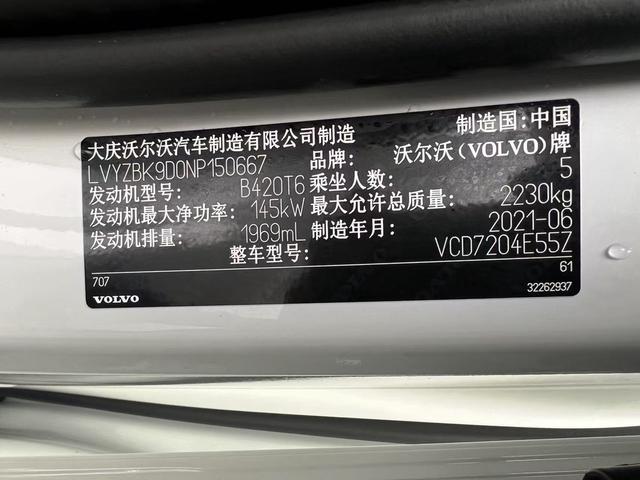 大庆沃尔沃汽车制造有限公司制造 制造国:中国
LVYZBK9D0NP150667 品牌: 沃尔沃(VOLVO)牌
发动机型号: B420T6 乘坐人数: 5
发动机最大净功率: 145kW 最大允许总质量: 2230kg
发动机排量: 1969mL 制造年月: 2021-06
整车型号: VCD7204E55Z
707 61
VOLVO 32262937